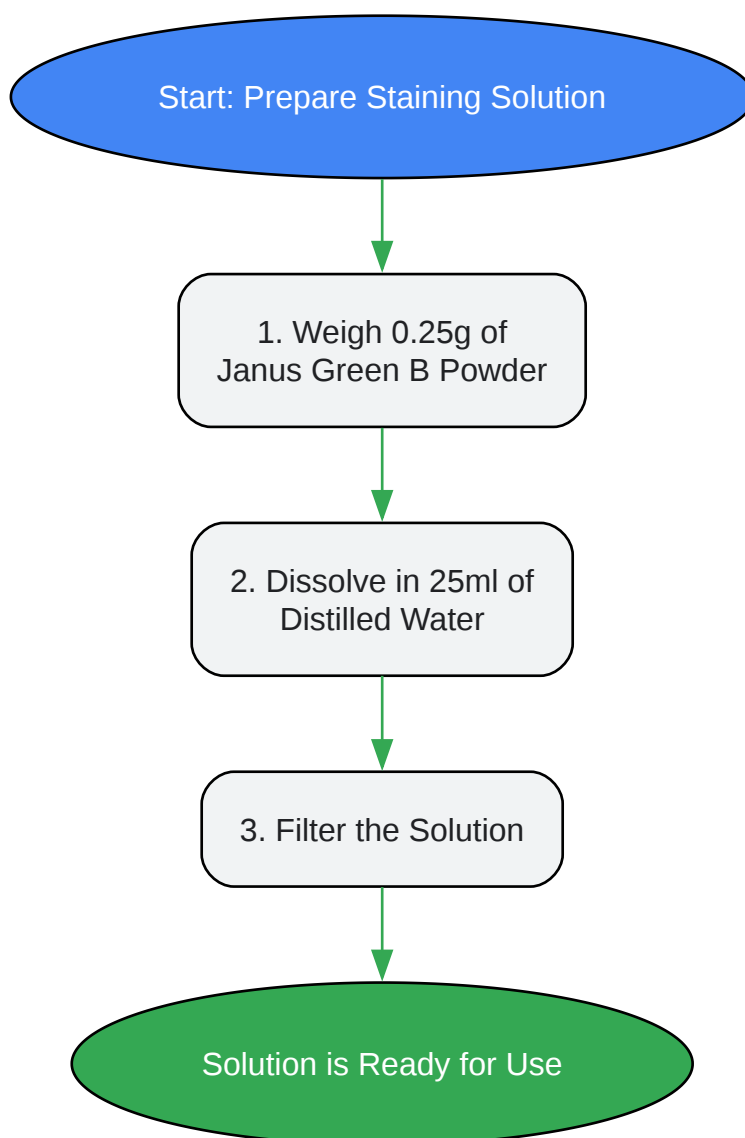 Start: Prepare Staining Solution
1. Weigh 0.25g of
Janus Green B Powder
2. Dissolve in 25ml of
Distilled Water
3. Filter the Solution
Solution is Ready for Use